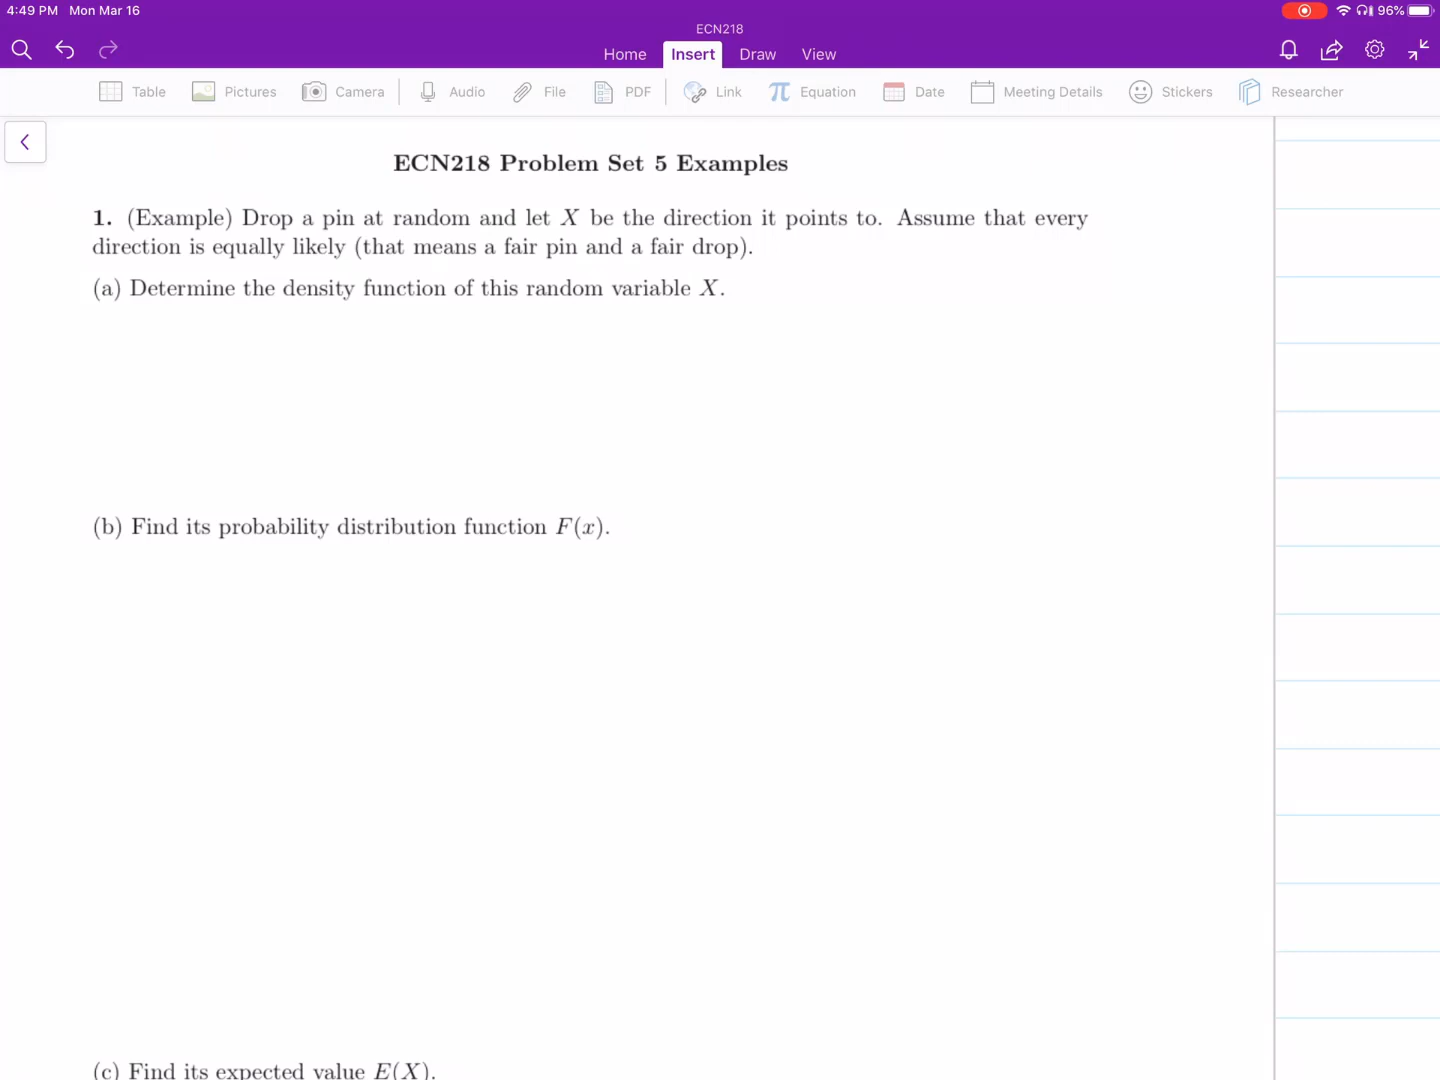 4:49 PM Mon Mar 16
96%
ECN218
Home Insert Draw View
Table Pictures Camera Audio File PDF Link Equation Date Meeting Details Stickers Researcher
ECN218 Problem Set 5 Examples
1. (Example) Drop a pin at random and let X be the direction it points to. Assume that every
direction is equally likely (that means a fair pin and a fair drop).
(a) Determine the density function of this random variable X.
(b) Find its probability distribution function F(x).
(c) Find its expected value E(X).